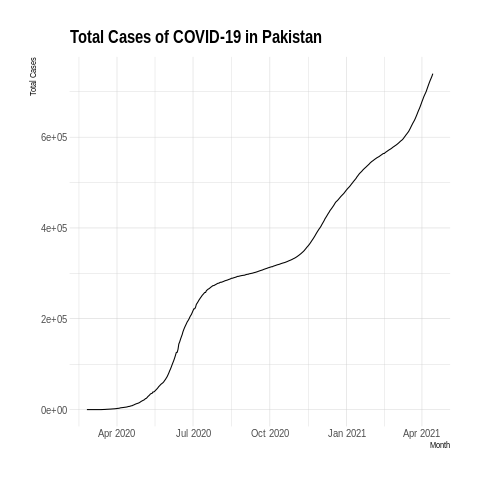 Total Cases of COVID-19 in Pakistan
Total Cases
6e+05
4e+05
2e+05
0e+00
Apr 2020 Jul 2020 Oct 2020 Jan 2021 Apr 2021
Month